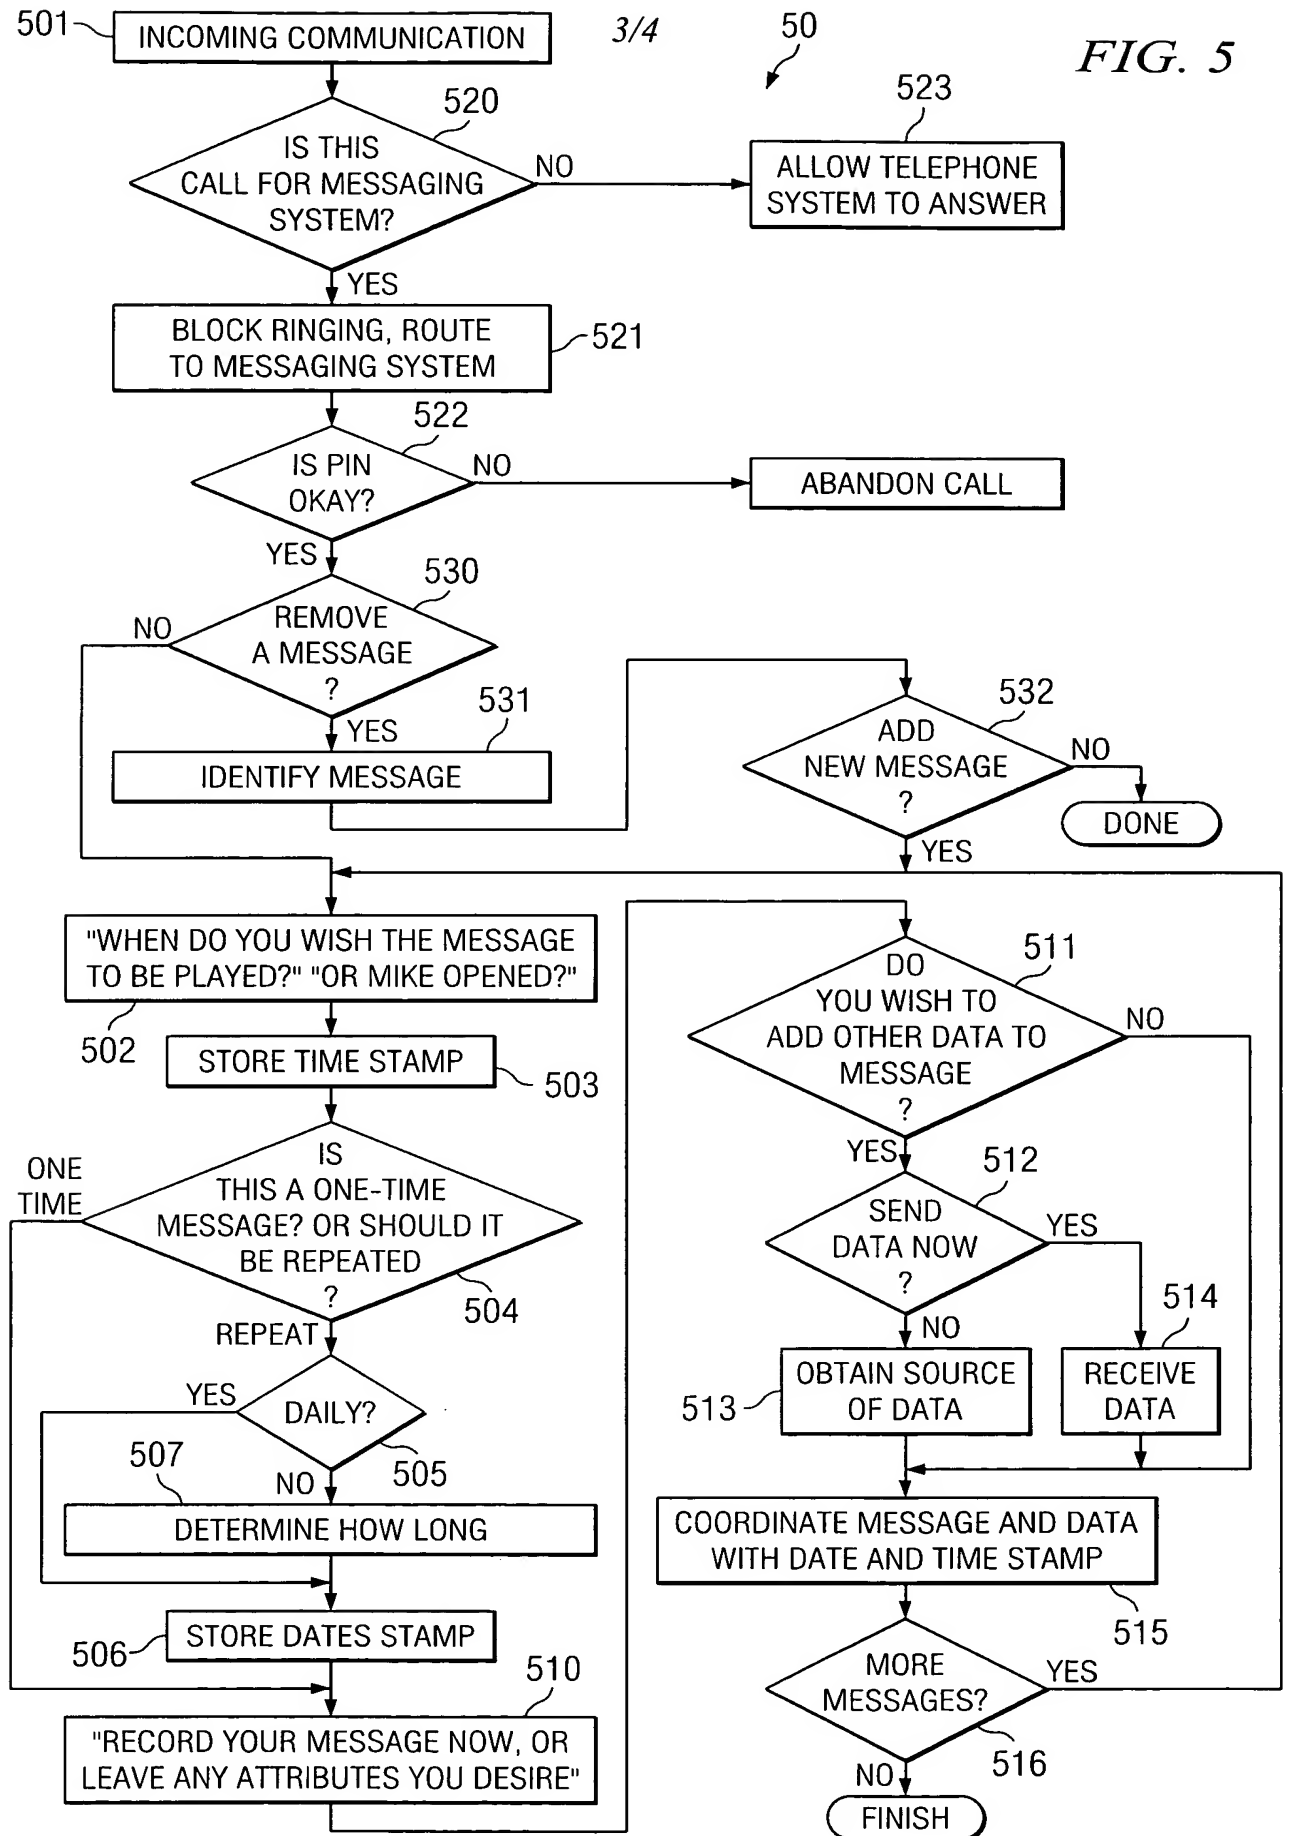 501
INCOMING COMMUNICATION
3/4
50
FIG. 5
520
IS THIS
CALL FOR MESSAGING
SYSTEM?
NO
523
ALLOW TELEPHONE
SYSTEM TO ANSWER
YES
BLOCK RINGING, ROUTE
TO MESSAGING SYSTEM
521
522
IS PIN
OKAY?
NO
ABANDON CALL
YES
530
REMOVE
A MESSAGE
?
NO
YES
531
IDENTIFY MESSAGE
532
ADD
NEW MESSAGE
?
NO
DONE
YES
"WHEN DO YOU WISH THE MESSAGE
TO BE PLAYED?" "OR MIKE OPENED?"
502
STORE TIME STAMP
503
IS
THIS A ONE-TIME
MESSAGE? OR SHOULD IT
BE REPEATED
?
ONE
TIME
504
REPEAT
DAILY?
YES
505
NO
507
DETERMINE HOW LONG
STORE DATES STAMP
506
510
"RECORD YOUR MESSAGE NOW, OR
LEAVE ANY ATTRIBUTES YOU DESIRE"
511
DO
YOU WISH TO
ADD OTHER DATA TO
MESSAGE
?
NO
YES
512
SEND
DATA NOW
?
YES
NO
513
OBTAIN SOURCE
OF DATA
514
RECEIVE
DATA
COORDINATE MESSAGE AND DATA
WITH DATE AND TIME STAMP
515
MORE
MESSAGES?
YES
516
NO
FINISH